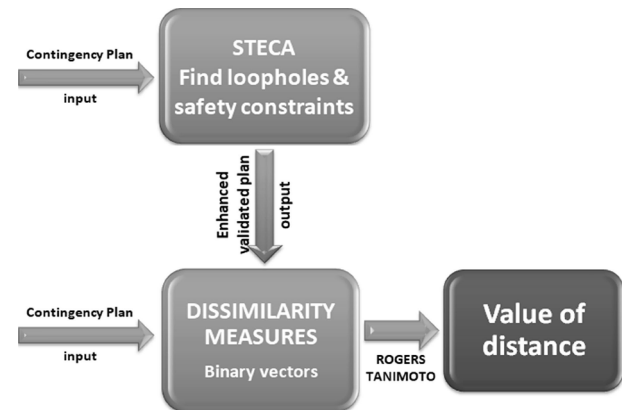 Contingency Plan
input
STECA
Find loopholes &
safety constraints
Enhanced
validated plan
output
Contingency Plan
input
DISSIMILARITY
MEASURES
Binary vectors
ROGERS
TANIMOTO
Value of
distance